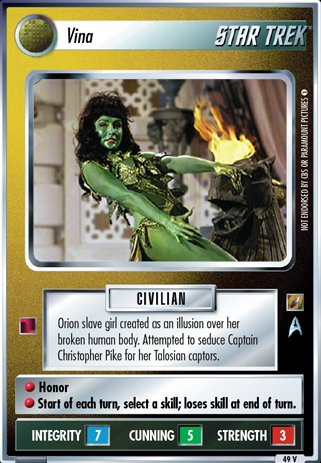 Vina
STAR TREK
NOT ENDORSED BY CBS OR PARAMOUNT PICTURES
CIVILIAN
Orion slave girl created as an illusion over her
broken human body. Attempted to seduce Captain
Christopher Pike for her Talosian captors.
Honor
Start of each turn, select a skill; loses skill at end of turn.
INTEGRITY 7 CUNNING 5 STRENGTH 3
49 V